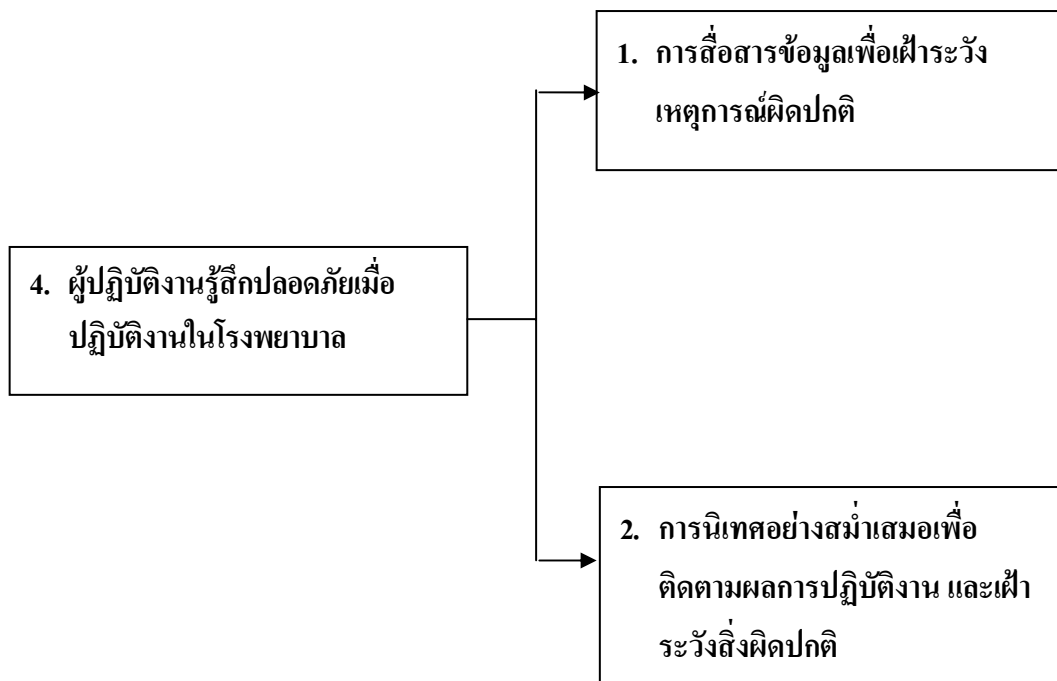 1. การสื่อสารข้อมูลเพื่อเฝ้าระวัง
เหตุการณ์ผิดปกติ
4. ผู้ปฏิบัติงานรู้สึกปลอดภัยเมื่อ
ปฏิบัติงานในโรงพยาบาล
2. การนิเทศอย่างสม่ำเสมอเพื่อ
ติดตามผลการปฏิบัติงาน และเฝ้า
ระวังสิ่งผิดปกติ